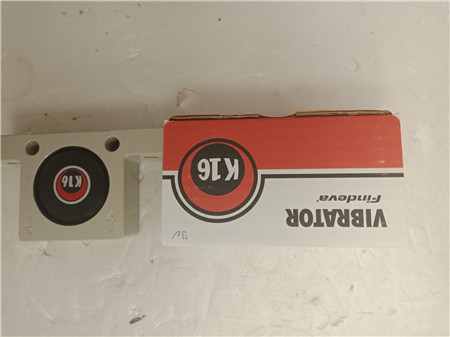 K16
K16
VIBRATOR
Findeva